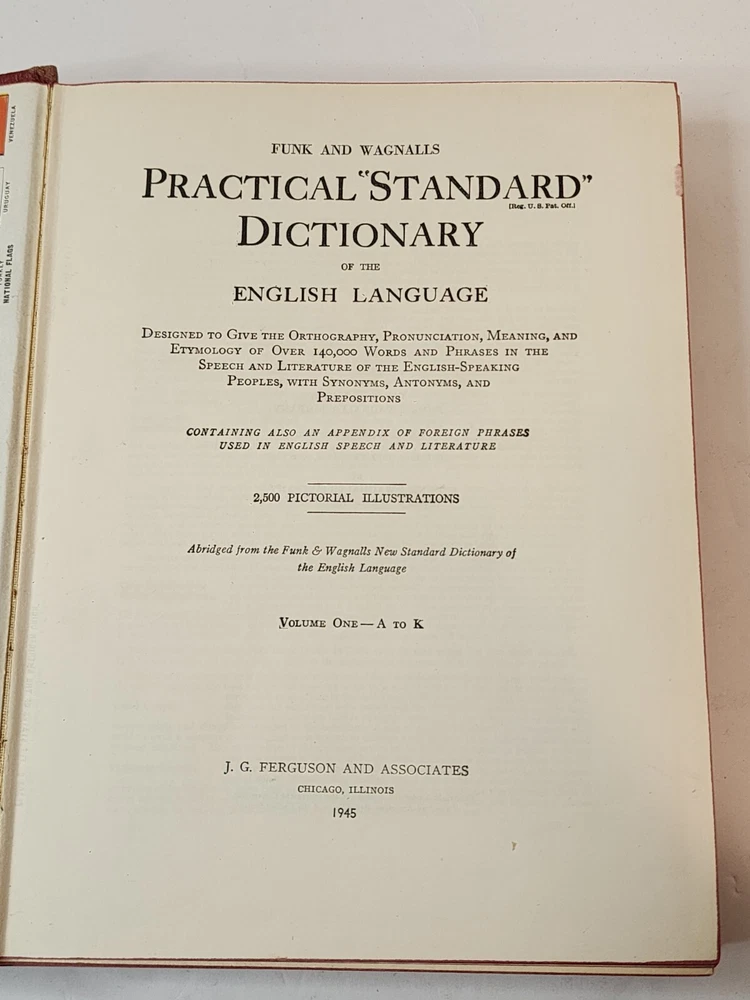 VENEZUELA
URUGUAY
NATIONAL FLAGS
FUNK AND WAGNALLS
PRACTICAL "STANDARD"
[Reg. U. S. Pat. Off.]
DICTIONARY
OF THE
ENGLISH LANGUAGE
DESIGNED TO GIVE THE ORTHOGRAPHY, PRONUNCIATION, MEANING, AND
ETYMOLOGY OF OVER 140,000 WORDS AND PHRASES IN THE
SPEECH AND LITERATURE OF THE ENGLISH-SPEAKING
PEOPLES, WITH SYNONYMS, ANTONYMS, AND
PREPOSITIONS
CONTAINING ALSO AN APPENDIX OF FOREIGN PHRASES
USED IN ENGLISH SPEECH AND LITERATURE
2,500 PICTORIAL ILLUSTRATIONS
Abridged from the Funk & Wagnalls New Standard Dictionary of
the English Language
VOLUME ONE — A TO K
J. G. FERGUSON AND ASSOCIATES
CHICAGO, ILLINOIS
1945